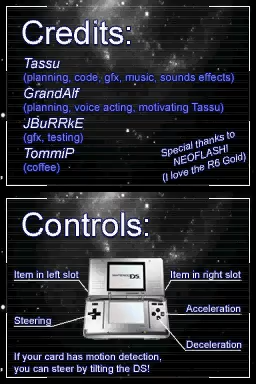 Credits:
Tassu
(planning, code, gfx, music, sounds effects)
GrandAlf
(planning, voice acting, motivating Tassu)
JBuRRkE
(gfx, testing)
TommiP
(coffee)
Special thanks to
NEOFLASH!
(I love the R6 Gold)
Controls:
Item in left slot
Item in right slot
NINTENDO DS
Acceleration
Steering
Deceleration
If your card has motion detection,
you can steer by tilting the DS!